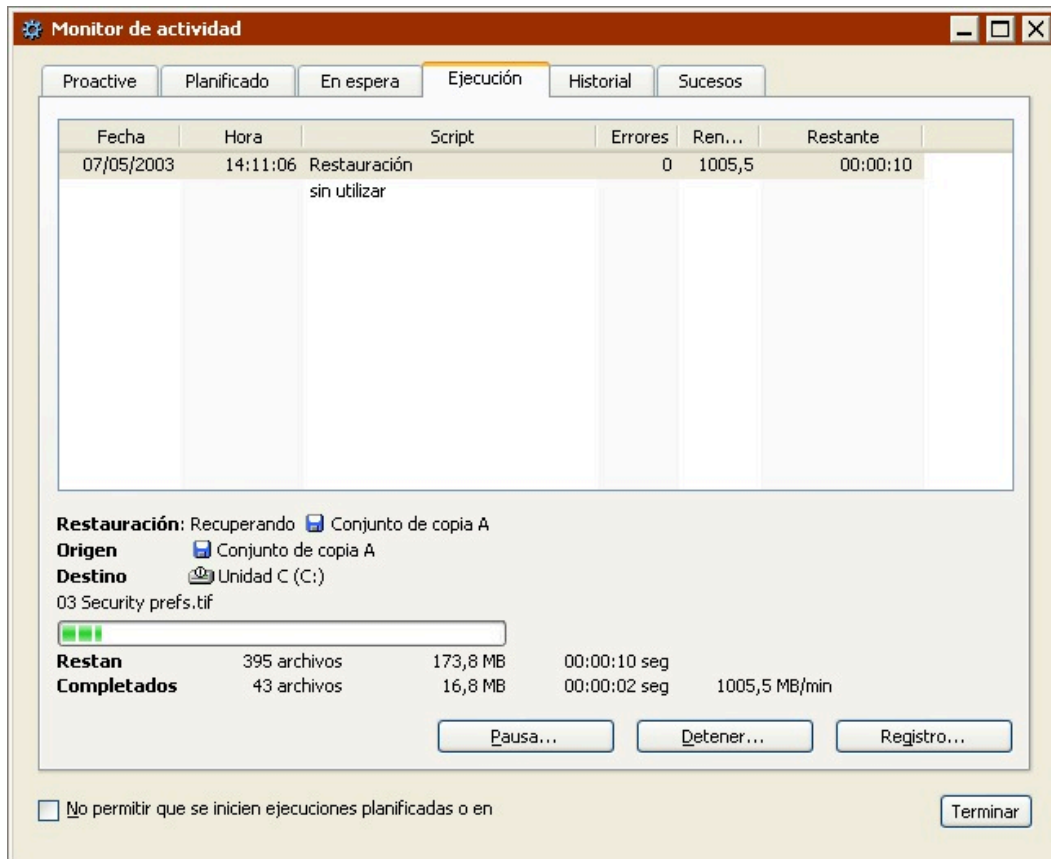 Monitor de actividad
Proactive Planificado En espera Ejecución Historial Sucesos
Fecha Hora Script Errores Ren... Restante
07/05/2003 14:11:06 Restauración 0 1005,5 00:00:10
sin utilizar
Restauración: Recuperando Conjunto de copia A
Origen Conjunto de copia A
Destino Unidad C (C:)
03 Security prefs.tif
Restan 395 archivos 173,8 MB 00:00:10 seg
Completados 43 archivos 16,8 MB 00:00:02 seg 1005,5 MB/min
Pausa... Detener... Registro...
No permitir que se inicien ejecuciones planificadas o en
Terminar